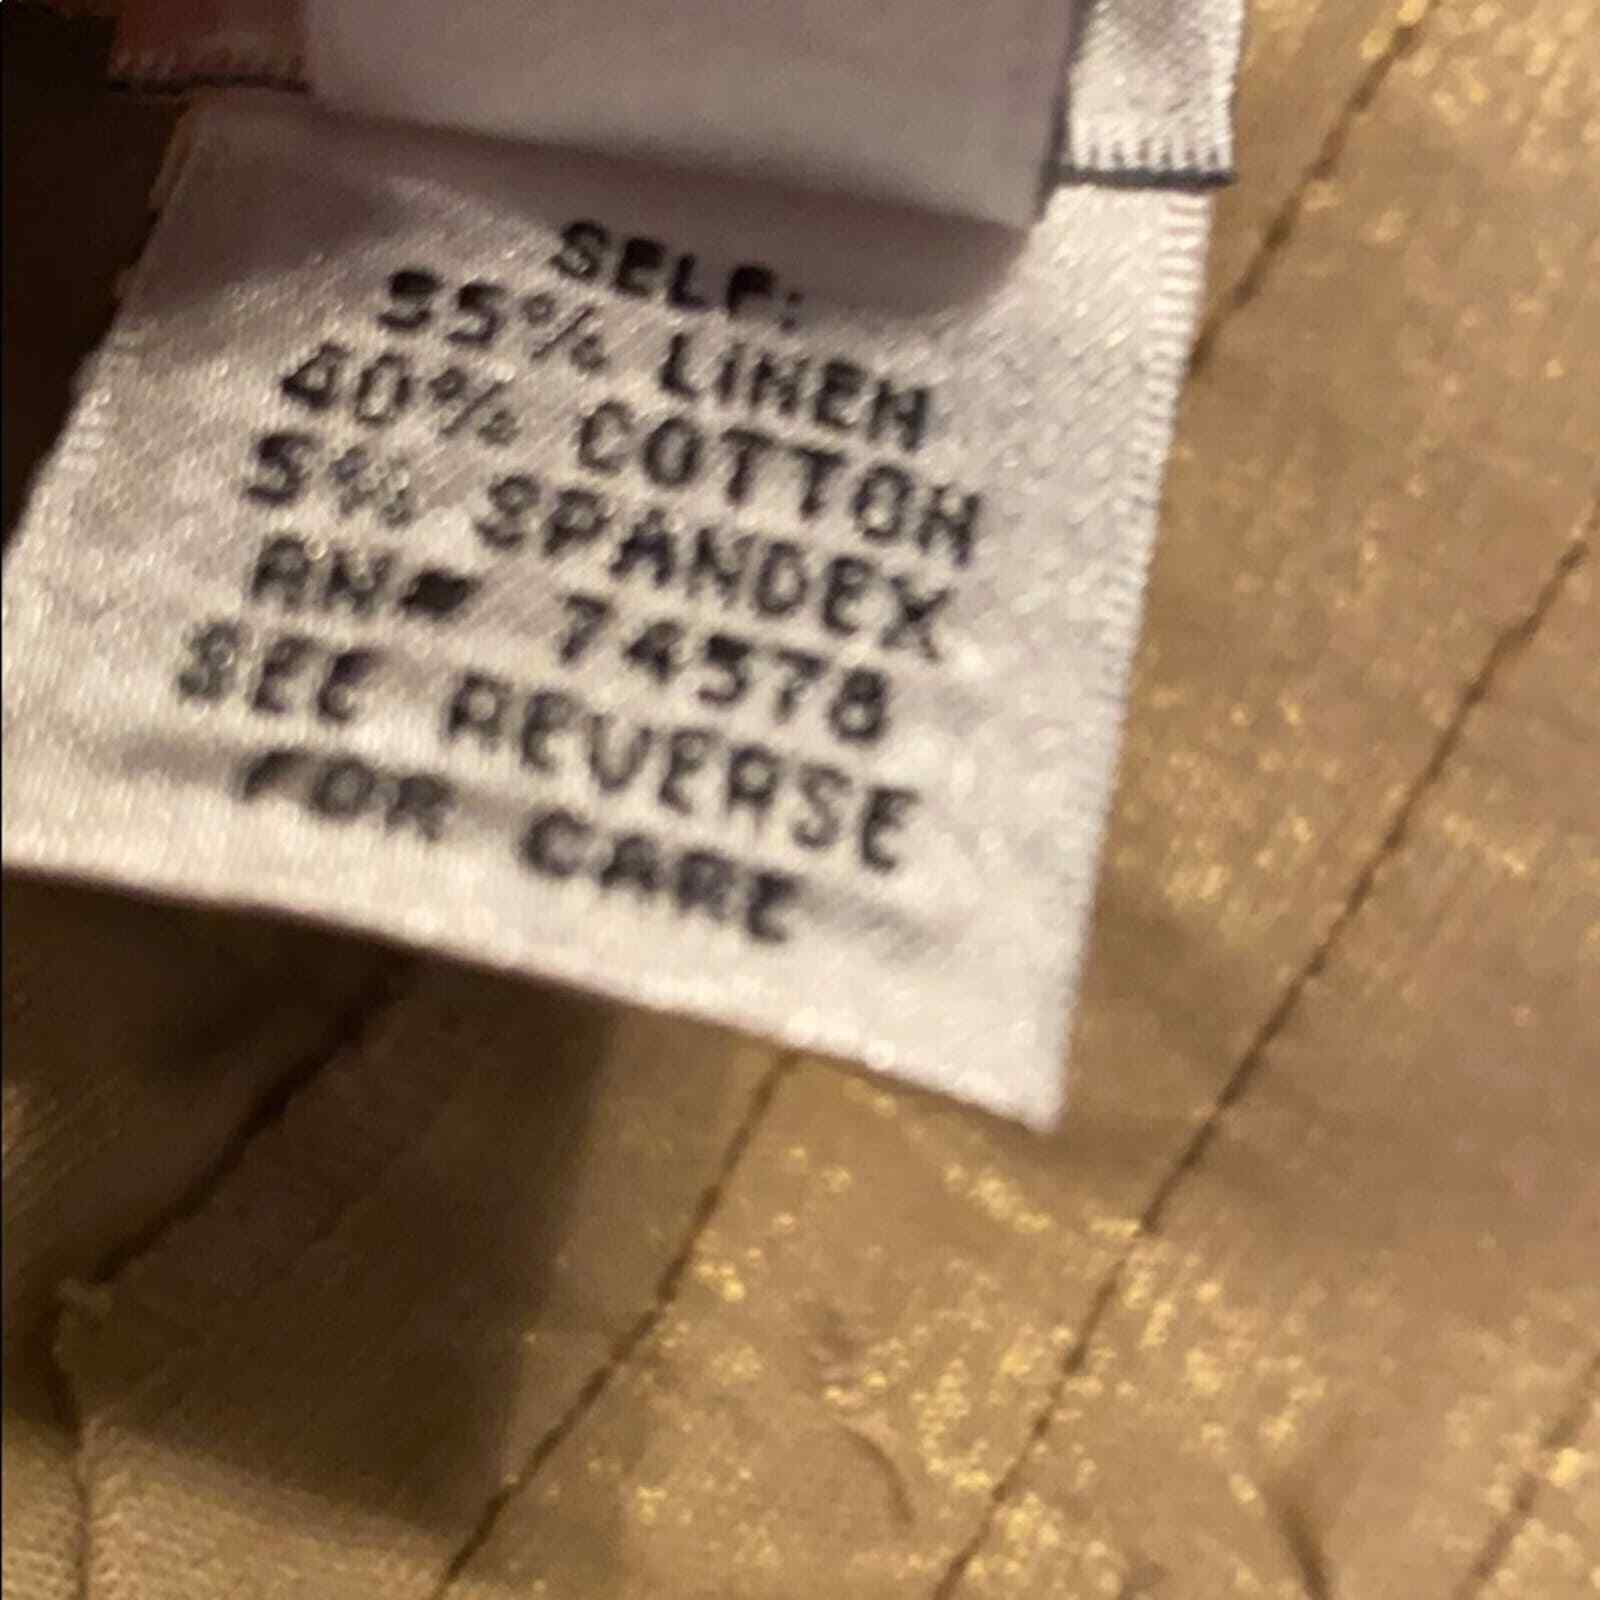 SELF:
55% LINEN
40% COTTON
5% SPANDEX
RN# 74578
SEE REVERSE
FOR CARE